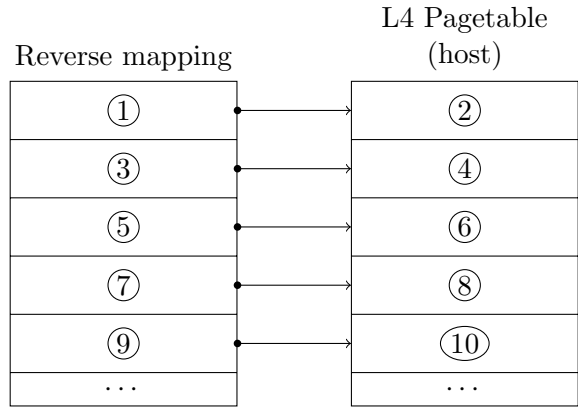 L4 Pagetable
(host)
Reverse mapping
① ②
③ ④
⑤ ⑥
⑦ ⑧
⑨ ⑩
... ...